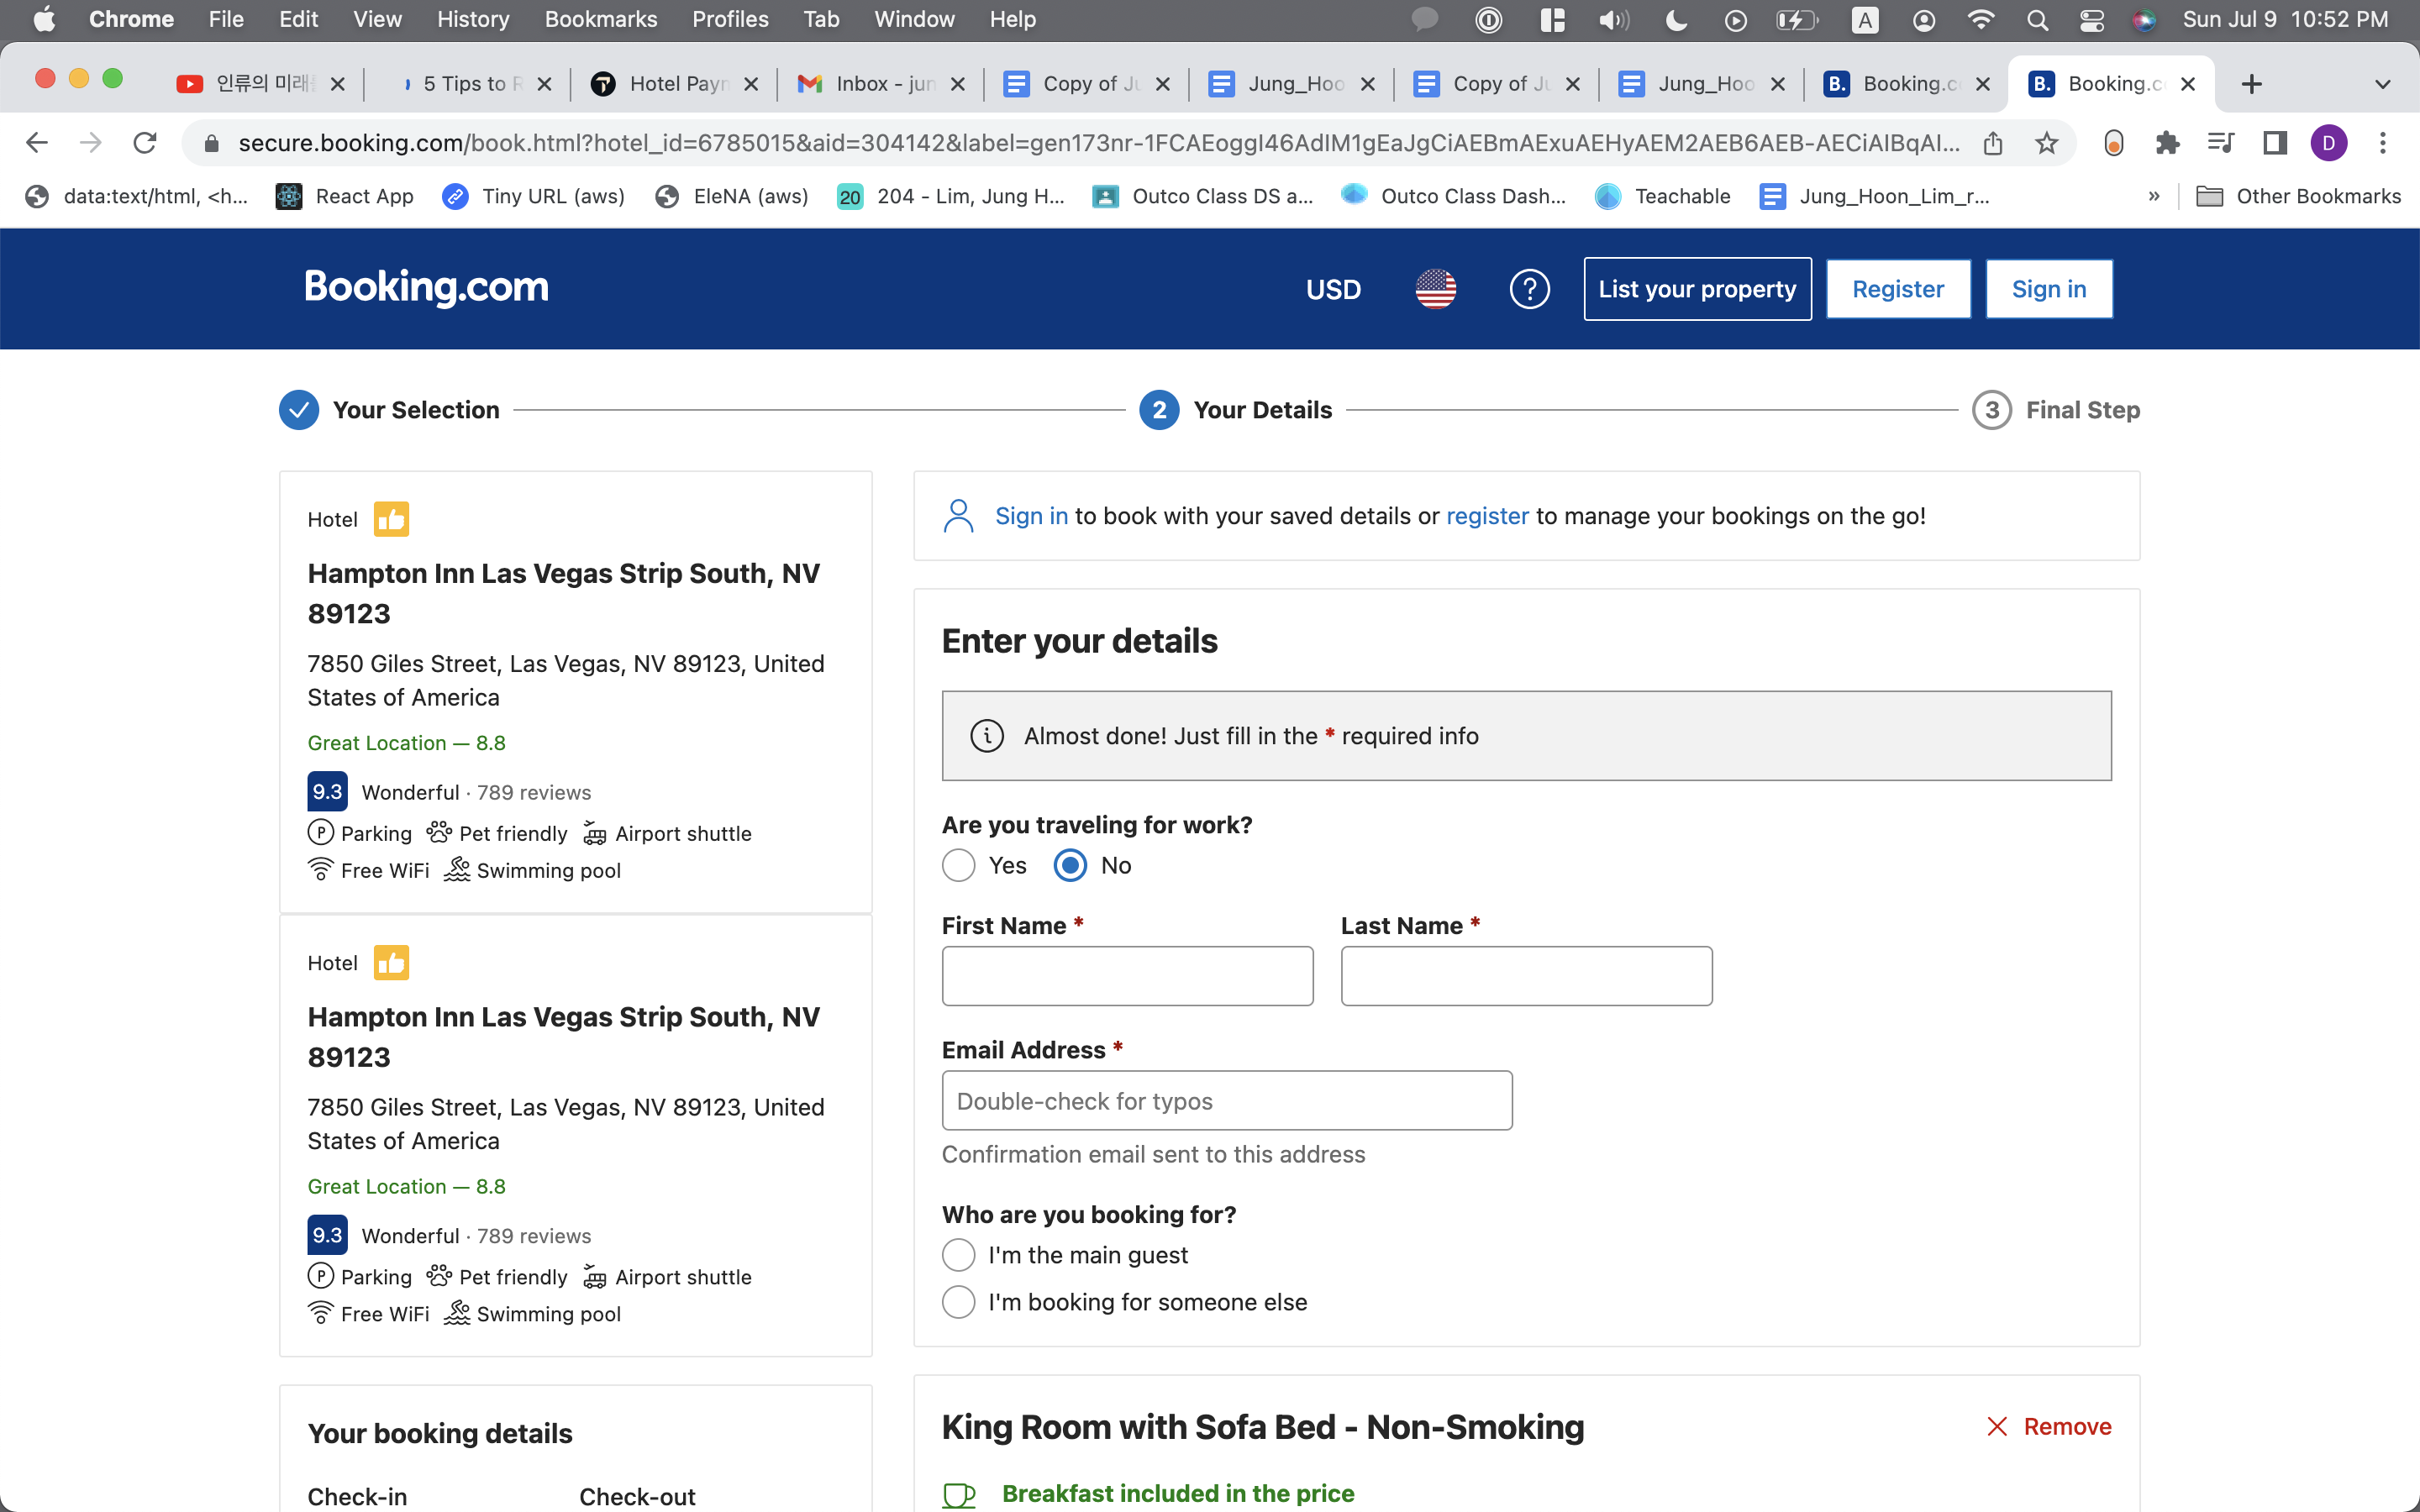 Chrome File Edit View History Bookmarks Profiles Tab Window Help A Sun Jul 9 10:52 PM
인류의 미래 5 Tips to Hotel Payn Inbox - jun Copy of Ju Jung_Hoo Copy of Ju Jung_Hoo B. Booking.c B. Booking.c
secure.booking.com/book.html?hotel_id=6785015&aid=304142&label=gen173nr-1FCAEoggI46AdIM1gEaJgCiAEBmAExuAEHyAEM2AEB6AEB-AECiAIBqAI... D
data:text/html, <h... React App Tiny URL (aws) EleNA (aws) 20 204 - Lim, Jung H... Outco Class DS a... Outco Class Dash... Teachable Jung_Hoon_Lim_r... » Other Bookmarks
Booking.com USD ? List your property Register Sign in
Your Selection 2 Your Details 3 Final Step
Hotel
Hampton Inn Las Vegas Strip South, NV
89123
7850 Giles Street, Las Vegas, NV 89123, United
States of America
Great Location — 8.8
9.3 Wonderful · 789 reviews
P Parking Pet friendly Airport shuttle
Free WiFi Swimming pool
Hotel
Hampton Inn Las Vegas Strip South, NV
89123
7850 Giles Street, Las Vegas, NV 89123, United
States of America
Great Location — 8.8
9.3 Wonderful · 789 reviews
P Parking Pet friendly Airport shuttle
Free WiFi Swimming pool
Your booking details
Check-in Check-out
Sign in to book with your saved details or register to manage your bookings on the go!
Enter your details
Almost done! Just fill in the * required info
Are you traveling for work?
Yes No
First Name * Last Name *
Email Address *
Double-check for typos
Confirmation email sent to this address
Who are you booking for?
I'm the main guest
I'm booking for someone else
King Room with Sofa Bed - Non-Smoking Remove
Breakfast included in the price